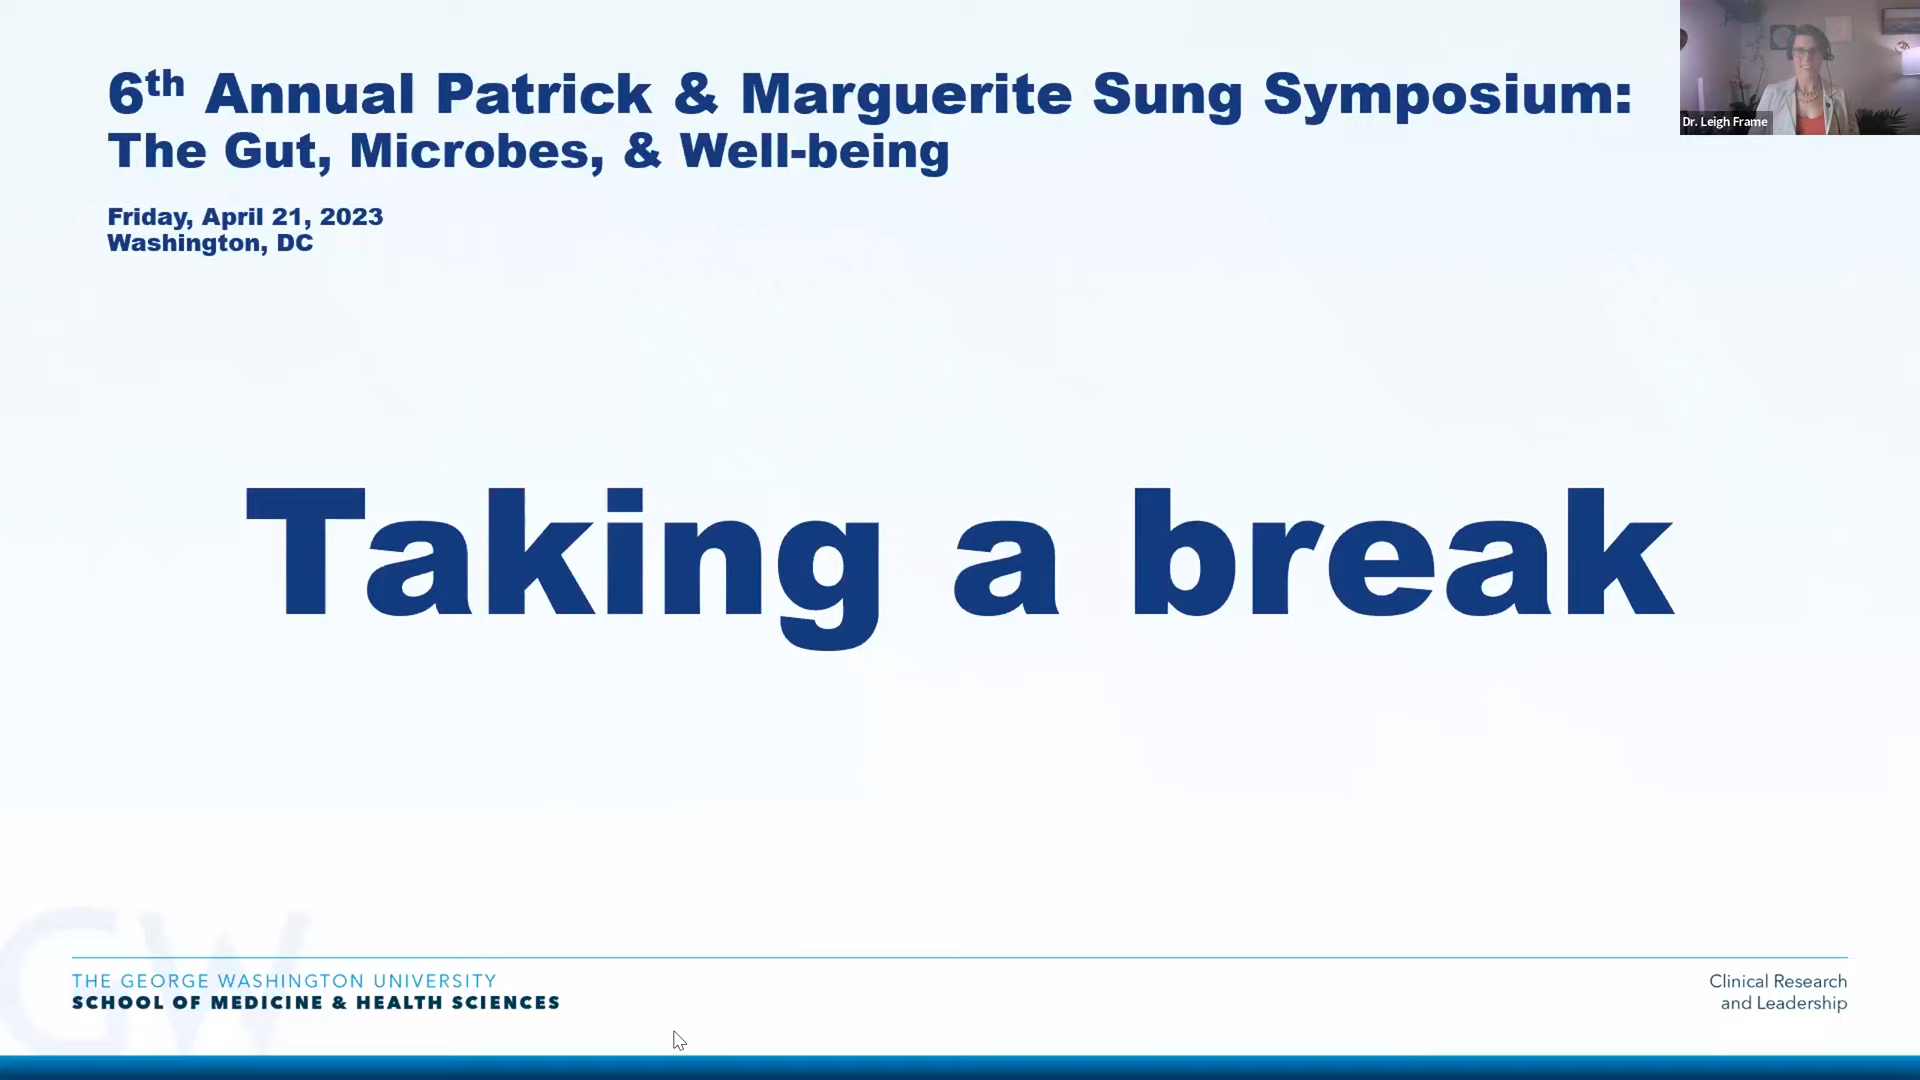 6th Annual Patrick & Marguerite Sung Symposium:
The Gut, Microbes, & Well-being
Dr. Leigh Frame
Friday, April 21, 2023
Washington, DC
Taking a break
GW
THE GEORGE WASHINGTON UNIVERSITY
SCHOOL OF MEDICINE & HEALTH SCIENCES
Clinical Research
and Leadership